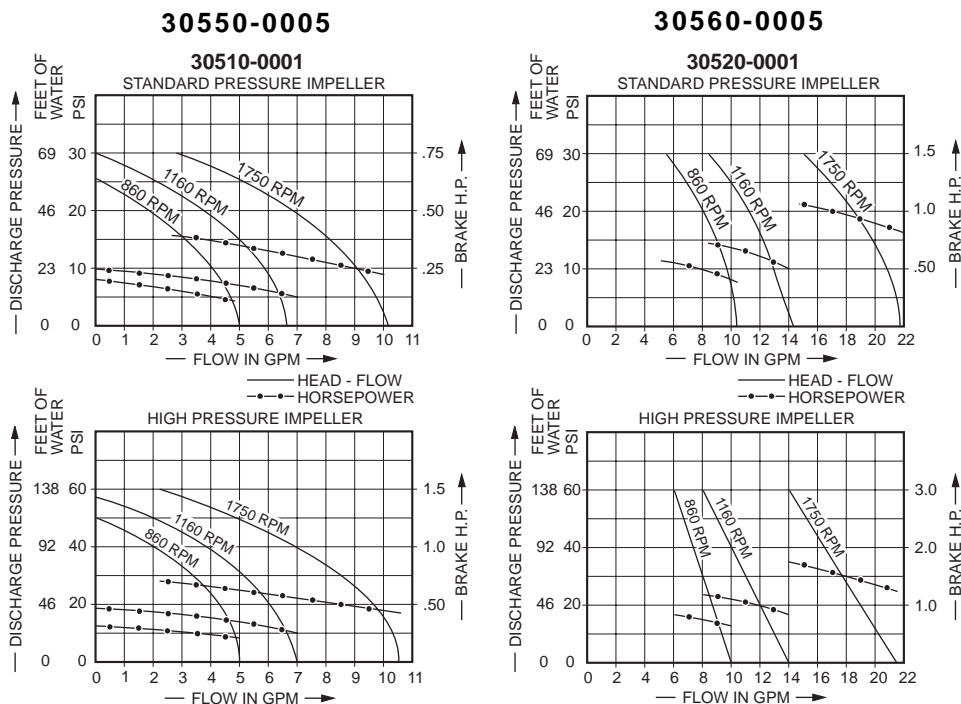 30550-0005
30510-0001
STANDARD PRESSURE IMPELLER
— DISCHARGE PRESSURE →
FEET OF
WATER
PSI
69 30
46 20
23 10
0 0
.75
.50
.25
— BRAKE H.P. →
860 RPM
1160 RPM
1750 RPM
0 1 2 3 4 5 6 7 8 9 10 11
— FLOW IN GPM →
30560-0005
30520-0001
STANDARD PRESSURE IMPELLER
— DISCHARGE PRESSURE →
FEET OF
WATER
PSI
69 30
46 20
23 10
0 0
1.5
1.0
.50
— BRAKE H.P. →
860 RPM
1160 RPM
1750 RPM
0 2 4 6 8 10 14 16 18 20 22
— FLOW IN GPM →
HEAD - FLOW
HORSEPOWER
HEAD - FLOW
HORSEPOWER
HIGH PRESSURE IMPELLER
— DISCHARGE PRESSURE →
FEET OF
WATER
PSI
138 60
92 40
46 20
0 0
1.5
1.0
.50
— BRAKE H.P. →
860 RPM
1160 RPM
1750 RPM
0 1 2 3 4 5 6 7 8 9 10 11
— FLOW IN GPM →
HIGH PRESSURE IMPELLER
— DISCHARGE PRESSURE →
FEET OF
WATER
PSI
138 60
92 40
46 20
0 0
3.0
2.0
1.0
— BRAKE H.P. →
860 RPM
1160 RPM
1750 RPM
0 2 4 6 8 10 12 14 16 18 20 22
— FLOW IN GPM →